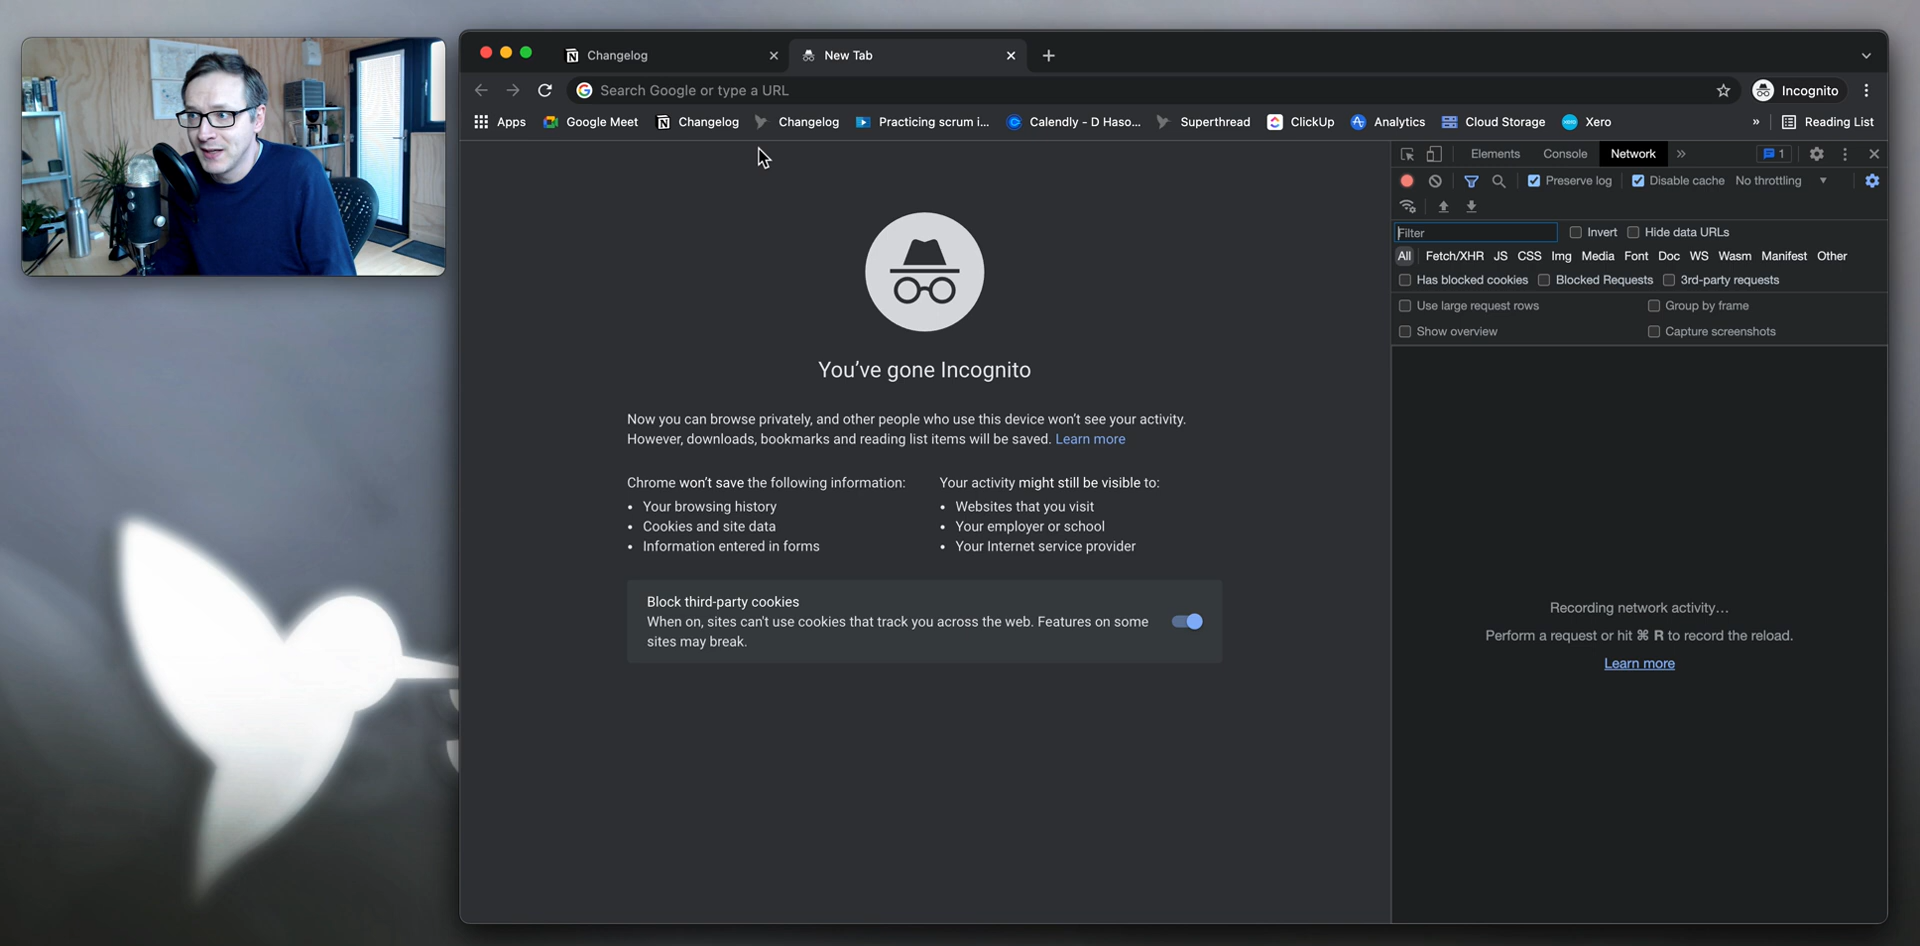 Changelog
New Tab
Search Google or type a URL
Incognito
Apps
Google Meet
Changelog
Changelog
Practicing scrum i...
Calendly - D Haso...
Superthread
ClickUp
Analytics
Cloud Storage
Xero
»
Reading List
Elements
Console
Network
»
1
Preserve log
Disable cache
No throttling
Filter
Invert
Hide data URLs
All
Fetch/XHR
JS
CSS
Img
Media
Font
Doc
WS
Wasm
Manifest
Other
Has blocked cookies
Blocked Requests
3rd-party requests
Use large request rows
Group by frame
Show overview
Capture screenshots
You’ve gone Incognito
Now you can browse privately, and other people who use this device won’t see your activity.
However, downloads, bookmarks and reading list items will be saved. Learn more
Chrome won’t save the following information:
• Your browsing history
• Cookies and site data
• Information entered in forms
Your activity might still be visible to:
• Websites that you visit
• Your employer or school
• Your Internet service provider
Block third-party cookies
When on, sites can't use cookies that track you across the web. Features on some
sites may break.
Recording network activity…
Perform a request or hit ⌘ R to record the reload.
Learn more